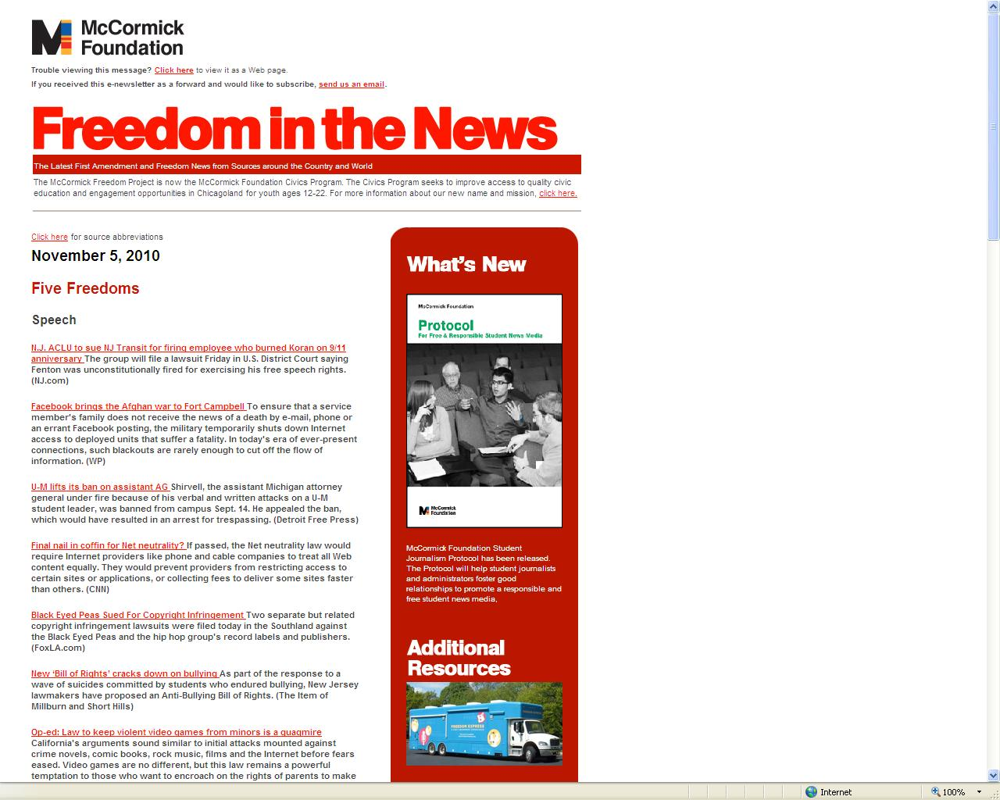 McCormick
Foundation
Trouble viewing this message? Click here to view it as a Web page.
If you received this e-newsletter as a forward and would like to subscribe, send us an email.
Freedom in the News
The Latest First Amendment and Freedom News from Sources around the Country and World
The McCormick Freedom Project is now the McCormick Foundation Civics Program. The Civics Program seeks to improve access to quality civic
education and engagement opportunities in Chicagoland for youth ages 12-22. For more information about our new name and mission, click here.
Click here for source abbreviations
November 5, 2010
Five Freedoms
Speech
N.J. ACLU to sue NJ Transit for firing employee who burned Koran on 9/11
anniversary The group will file a lawsuit Friday in U.S. District Court saying
Fenton was unconstitutionally fired for exercising his free speech rights.
(NJ.com)
Facebook brings the Afghan war to Fort Campbell To ensure that a service
member's family does not receive the news of a death by e-mail, phone or
an errant Facebook posting, the military temporarily shuts down Internet
access to deployed units that suffer a fatality. In today's era of ever-present
connections, such blackouts are rarely enough to cut off the flow of
information. (WP)
U-M lifts its ban on assistant AG Shirvell, the assistant Michigan attorney
general under fire because of his verbal and written attacks on a U-M
student leader, was banned from campus Sept. 14. He appealed the ban,
which would have resulted in an arrest for trespassing. (Detroit Free Press)
Final nail in coffin for Net neutrality? If passed, the Net neutrality law would
require Internet providers like phone and cable companies to treat all Web
content equally. They would prevent providers from restricting access to
certain sites or applications, or collecting fees to deliver some sites faster
than others. (CNN)
Black Eyed Peas Sued For Copyright Infringement Two separate but related
copyright infringement lawsuits were filed today in the Southland against
the Black Eyed Peas and the hip hop group's record labels and publishers.
(FoxLA.com)
New ‘Bill of Rights’ cracks down on bullying As part of the response to a
wave of suicides committed by students who endured bullying, New Jersey
lawmakers have proposed an Anti-Bullying Bill of Rights. (The Item of
Millburn and Short Hills)
Op-ed: Law to keep violent video games from minors is a quagmire
California's arguments sound similar to initial attacks mounted against
crime novels, comic books, rock music, films and the Internet before fears
eased. Video games are no different, but this law remains a powerful
temptation to those who want to encroach on the rights of parents to make
What’s New
McCormick Foundation
Protocol
For Free & Responsible Student News Media
McCormick
Foundation
McCormick Foundation Student
Journalism Protocol has been released.
The Protocol will help student journalists
and administrators foster good
relationships to promote a responsible and
free student news media,
Additional
Resources
FREEDOM EXPRESS
Internet
100%